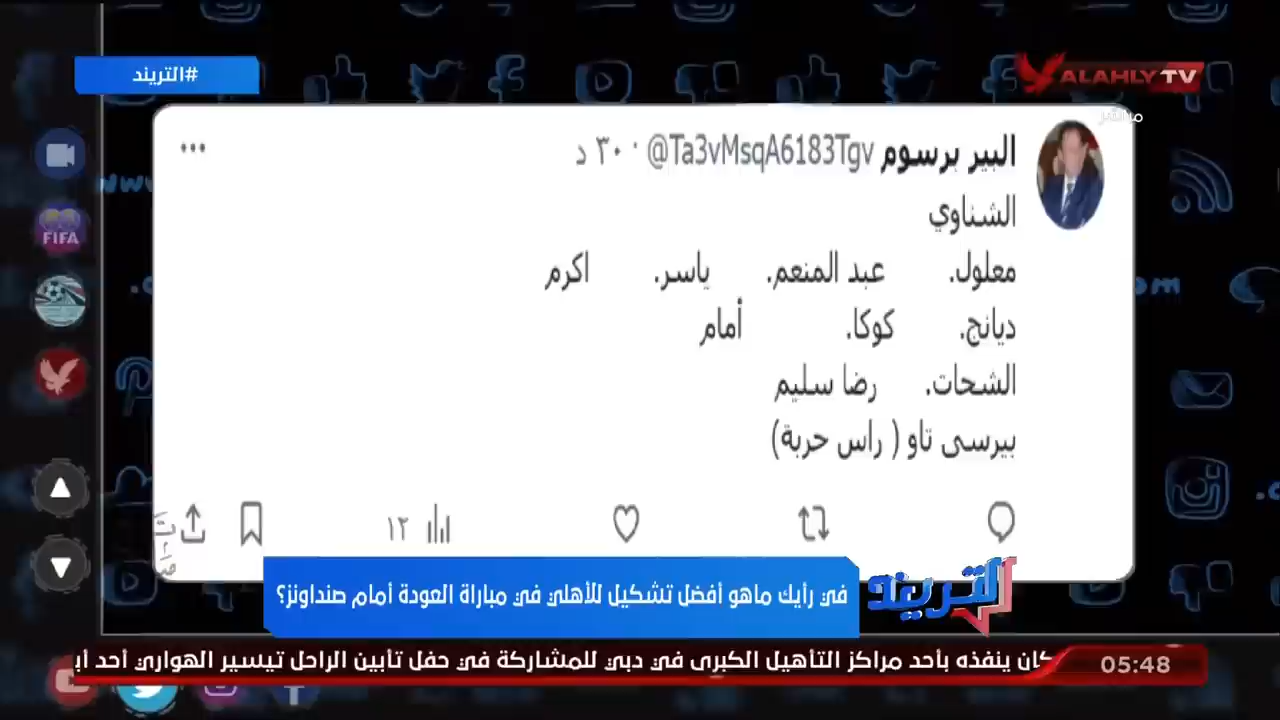 #التريند
ALAHLY TV
مباشر
البير برسوم @Ta3vMsqA6183Tgv · ٣٠ د
الشناوي
معلول. عبد المنعم. ياسر. اكرم
ديانج. كوكا. أمام
الشحات. رضا سليم
بيرسى تاو ( راس حربة)
١٢
FIFA
التريند
في رأيك ماهو أفضل تشكيل للأهلي في مباراة العودة أمام صنداونز؟
كان ينفذه بأحد مراكز التأهيل الكبرى في دبي للمشاركة في حفل تأبين الراحل تيسير الهواري أحد
05:48